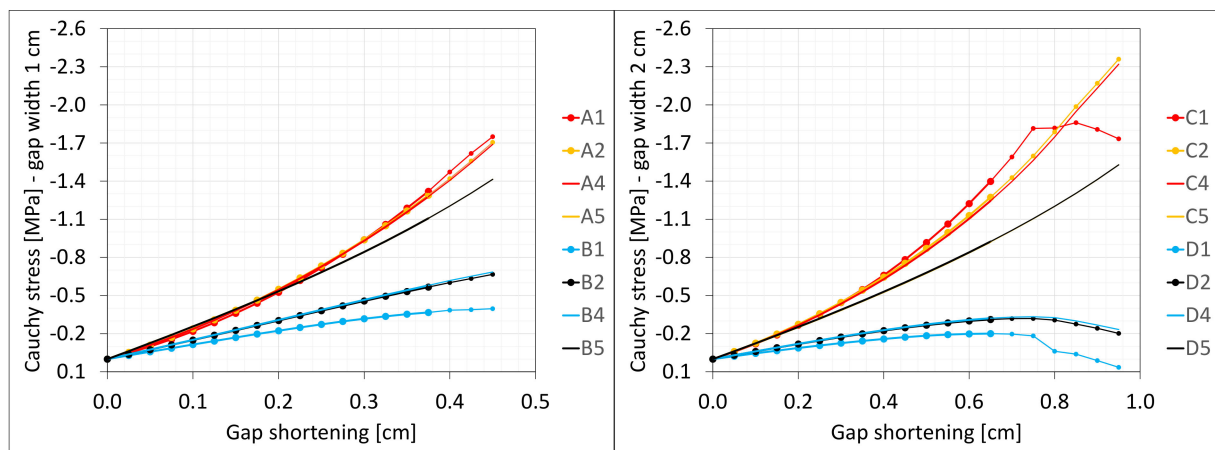 Cauchy stress [MPa] - gap width 1 cm
-2.6
-2.3
-2.0
-1.7
-1.4
-1.1
-0.8
-0.5
-0.2
0.1
0.0 0.1 0.2 0.3 0.4 0.5
Gap shortening [cm]
A1
A2
A4
A5
B1
B2
B4
B5
Cauchy stress [MPa] - gap width 2 cm
-2.6
-2.3
-2.0
-1.7
-1.4
-1.1
-0.8
-0.5
-0.2
0.1
0.0 0.2 0.4 0.6 0.8 1.0
Gap shortening [cm]
C1
C2
C4
C5
D1
D2
D4
D5